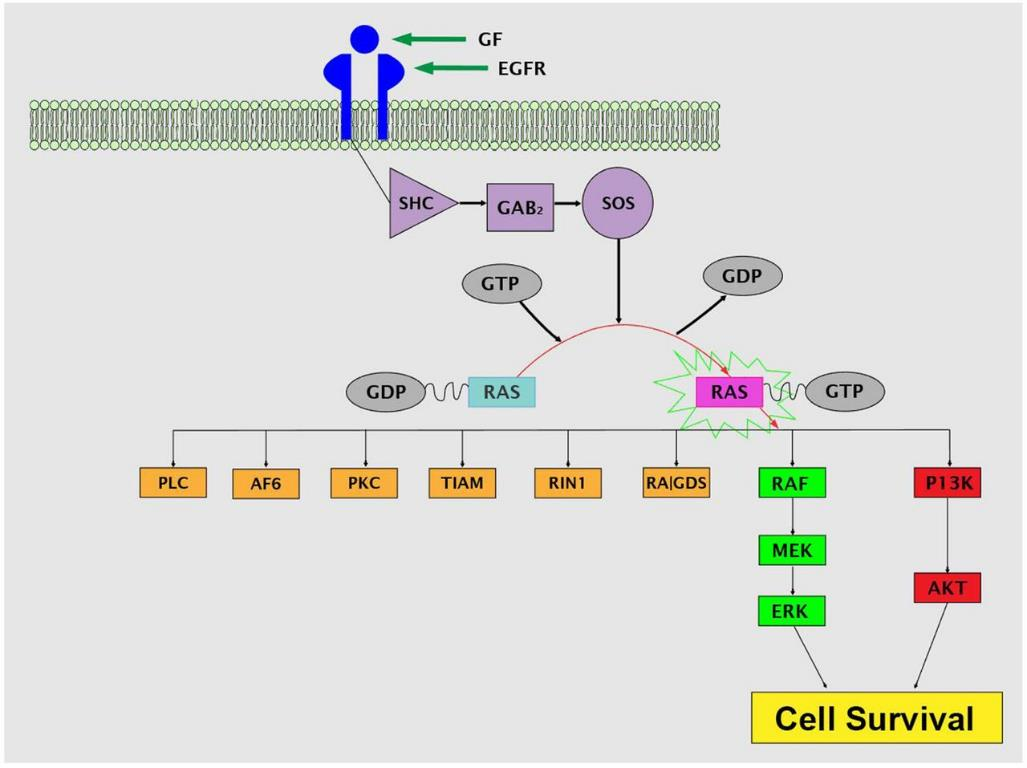 GF
EGFR
SHC
GAB₂
SOS
GTP
GDP
GDP
RAS
RAS
GTP
PLC
AF6
PKC
TIAM
RIN1
RA|GDS
RAF
P13K
MEK
AKT
ERK
Cell Survival